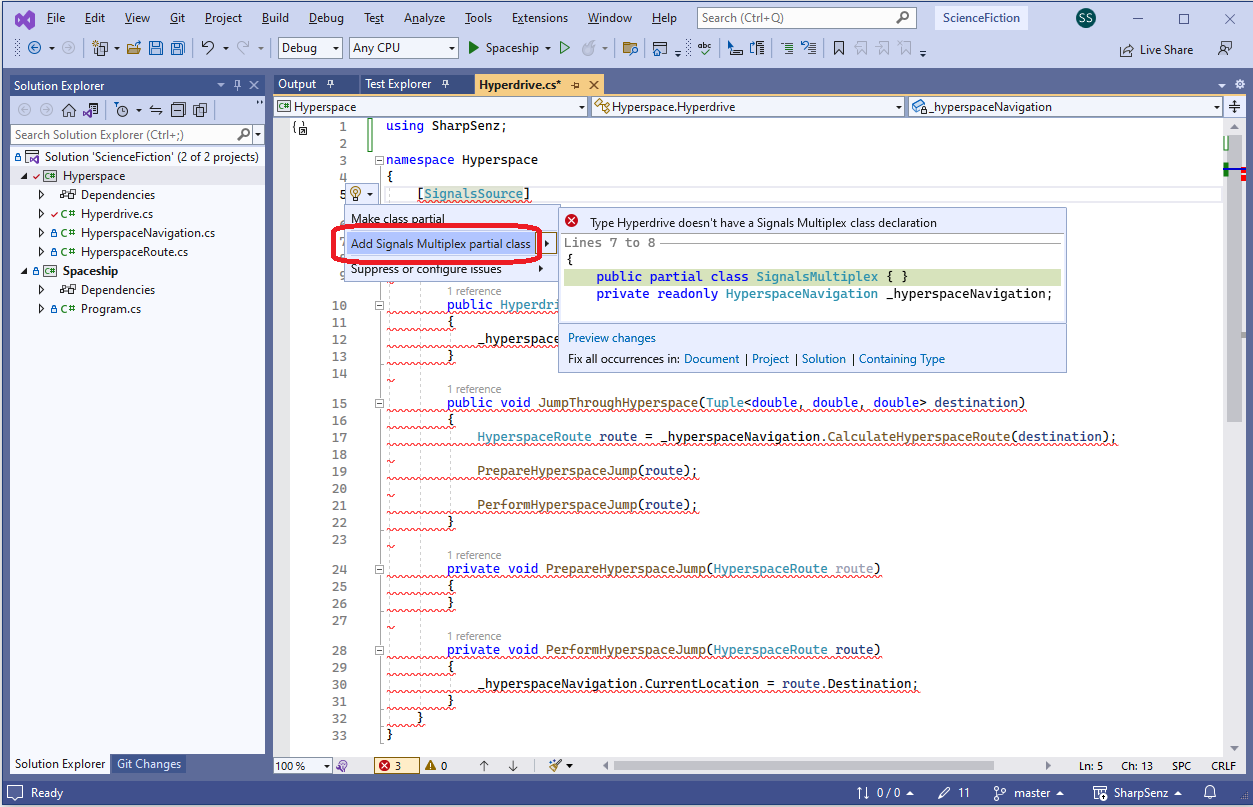 File Edit View Git Project Build Debug Test Analyze Tools Extensions Window Help Search (Ctrl+Q) ScienceFiction SS
Debug Any CPU Spaceship abc Live Share
Solution Explorer
Search Solution Explorer (Ctrl+;)
Solution 'ScienceFiction' (2 of 2 projects)
Hyperspace
Dependencies
C# Hyperdrive.cs
C# HyperspaceNavigation.cs
C# HyperspaceRoute.cs
Spaceship
Dependencies
C# Program.cs
Solution Explorer Git Changes
Output Test Explorer Hyperdrive.cs*
C# Hyperspace Hyperspace.Hyperdrive _hyperspaceNavigation
1 using SharpSenz;
2
3 namespace Hyperspace
4 {
5 [SignalsSource]
Make class partial
7 Add Signals Multiplex partial class
Suppress or configure issues
9
Type Hyperdrive doesn't have a Signals Multiplex class declaration
Lines 7 to 8
{
public partial class SignalsMultiplex { }
private readonly HyperspaceNavigation _hyperspaceNavigation;
Preview changes
Fix all occurrences in: Document | Project | Solution | Containing Type
1 reference
10 public Hyperdri
11 {
12 _hyperspace
13 }
14
1 reference
15 public void JumpThroughHyperspace(Tuple<double, double, double> destination)
16 {
17 HyperspaceRoute route = _hyperspaceNavigation.CalculateHyperspaceRoute(destination);
18
19 PrepareHyperspaceJump(route);
20
21 PerformHyperspaceJump(route);
22 }
23
1 reference
24 private void PrepareHyperspaceJump(HyperspaceRoute route)
25 {
26 }
27
1 reference
28 private void PerformHyperspaceJump(HyperspaceRoute route)
29 {
30 _hyperspaceNavigation.CurrentLocation = route.Destination;
31 }
32 }
33 }
100 % 3 0 Ln: 5 Ch: 13 SPC CRLF
Ready 0 / 0 11 master SharpSenz